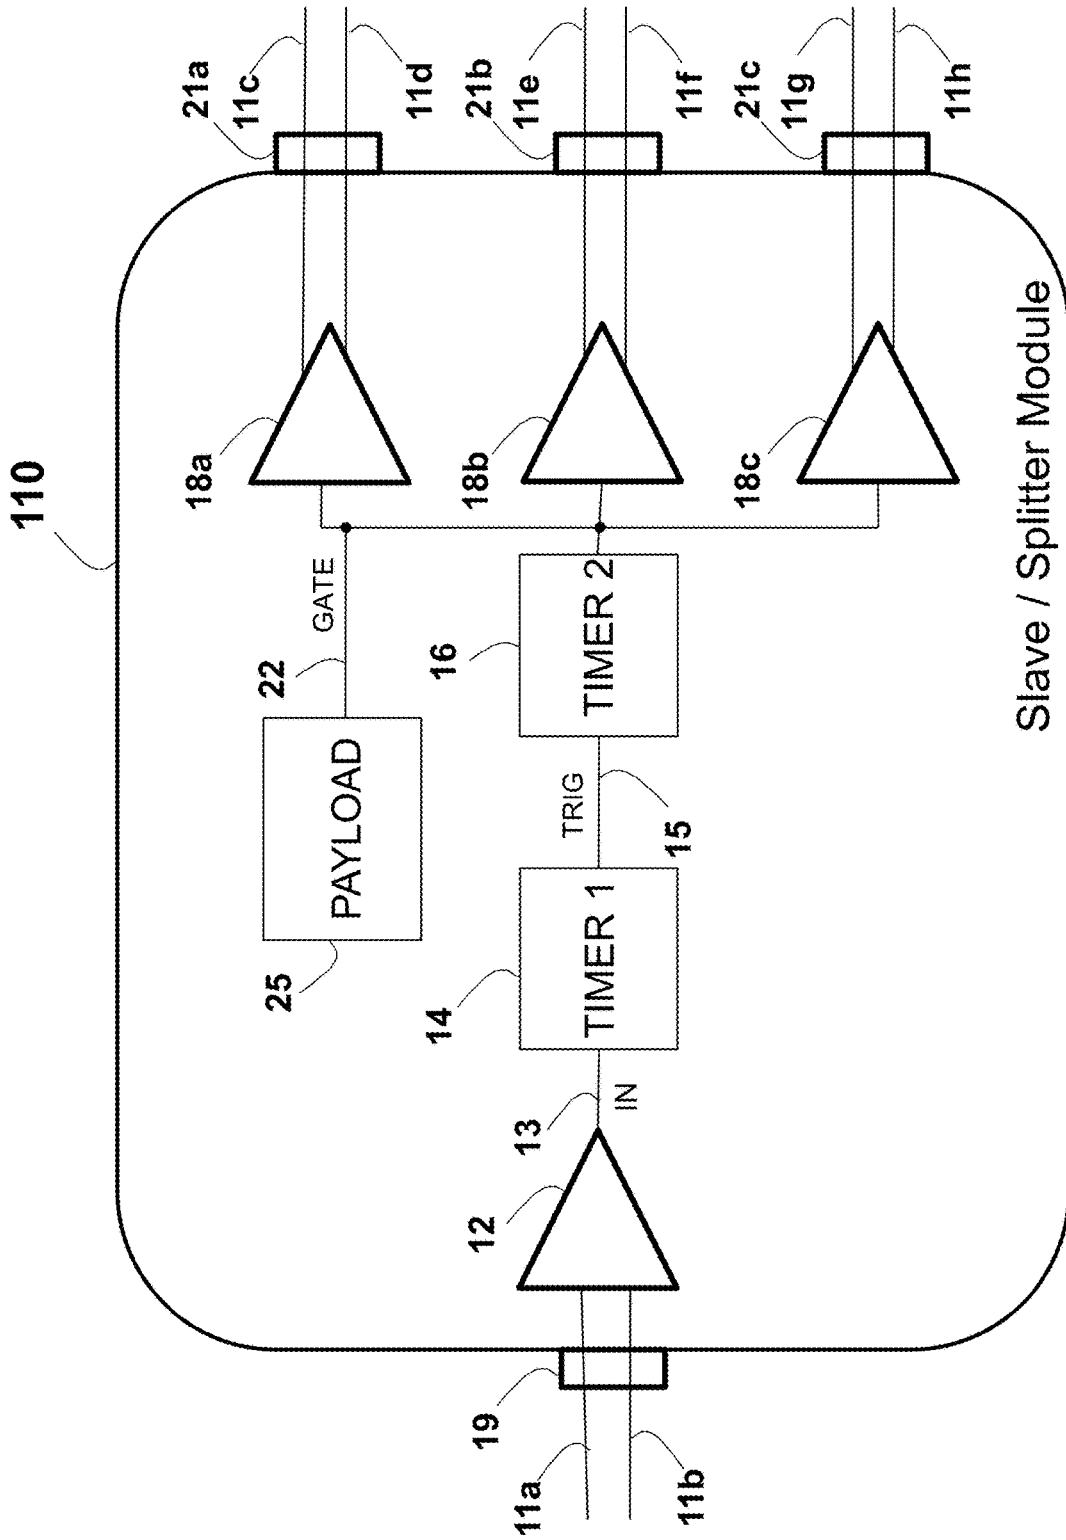 110
21a
11c
11d
21b
11e
11f
21c
11g
11h
18a
18b
18c
GATE
22
PAYLOAD
25
16
TIMER 2
TRIG
15
14
TIMER 1
13
IN
12
19
11a
11b
Slave / Splitter Module